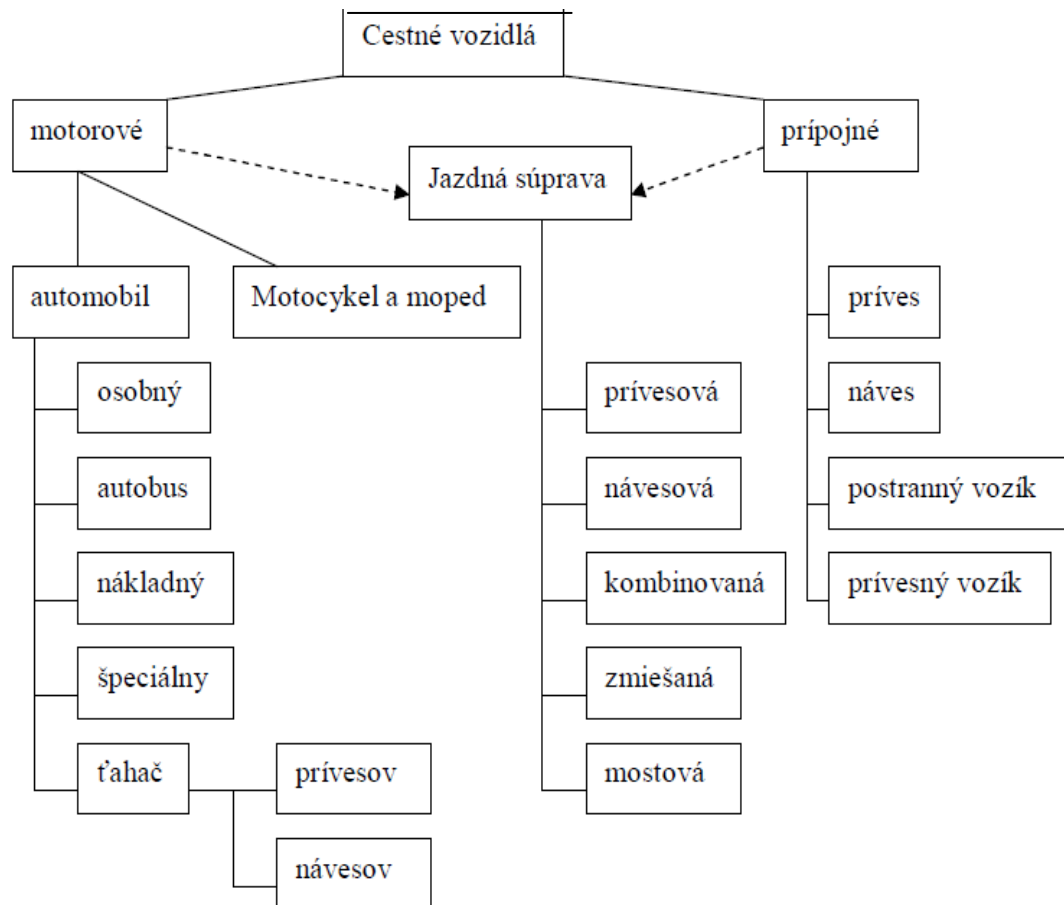 Cestné vozidlá
motorové
prípojné
Jazdná súprava
automobil
Motocykel a moped
príves
osobný
prívesová
náves
autobus
návesová
postranný vozík
nákladný
kombinovaná
prívesný vozík
špeciálny
zmiešaná
ťahač
prívesov
mostová
návesov